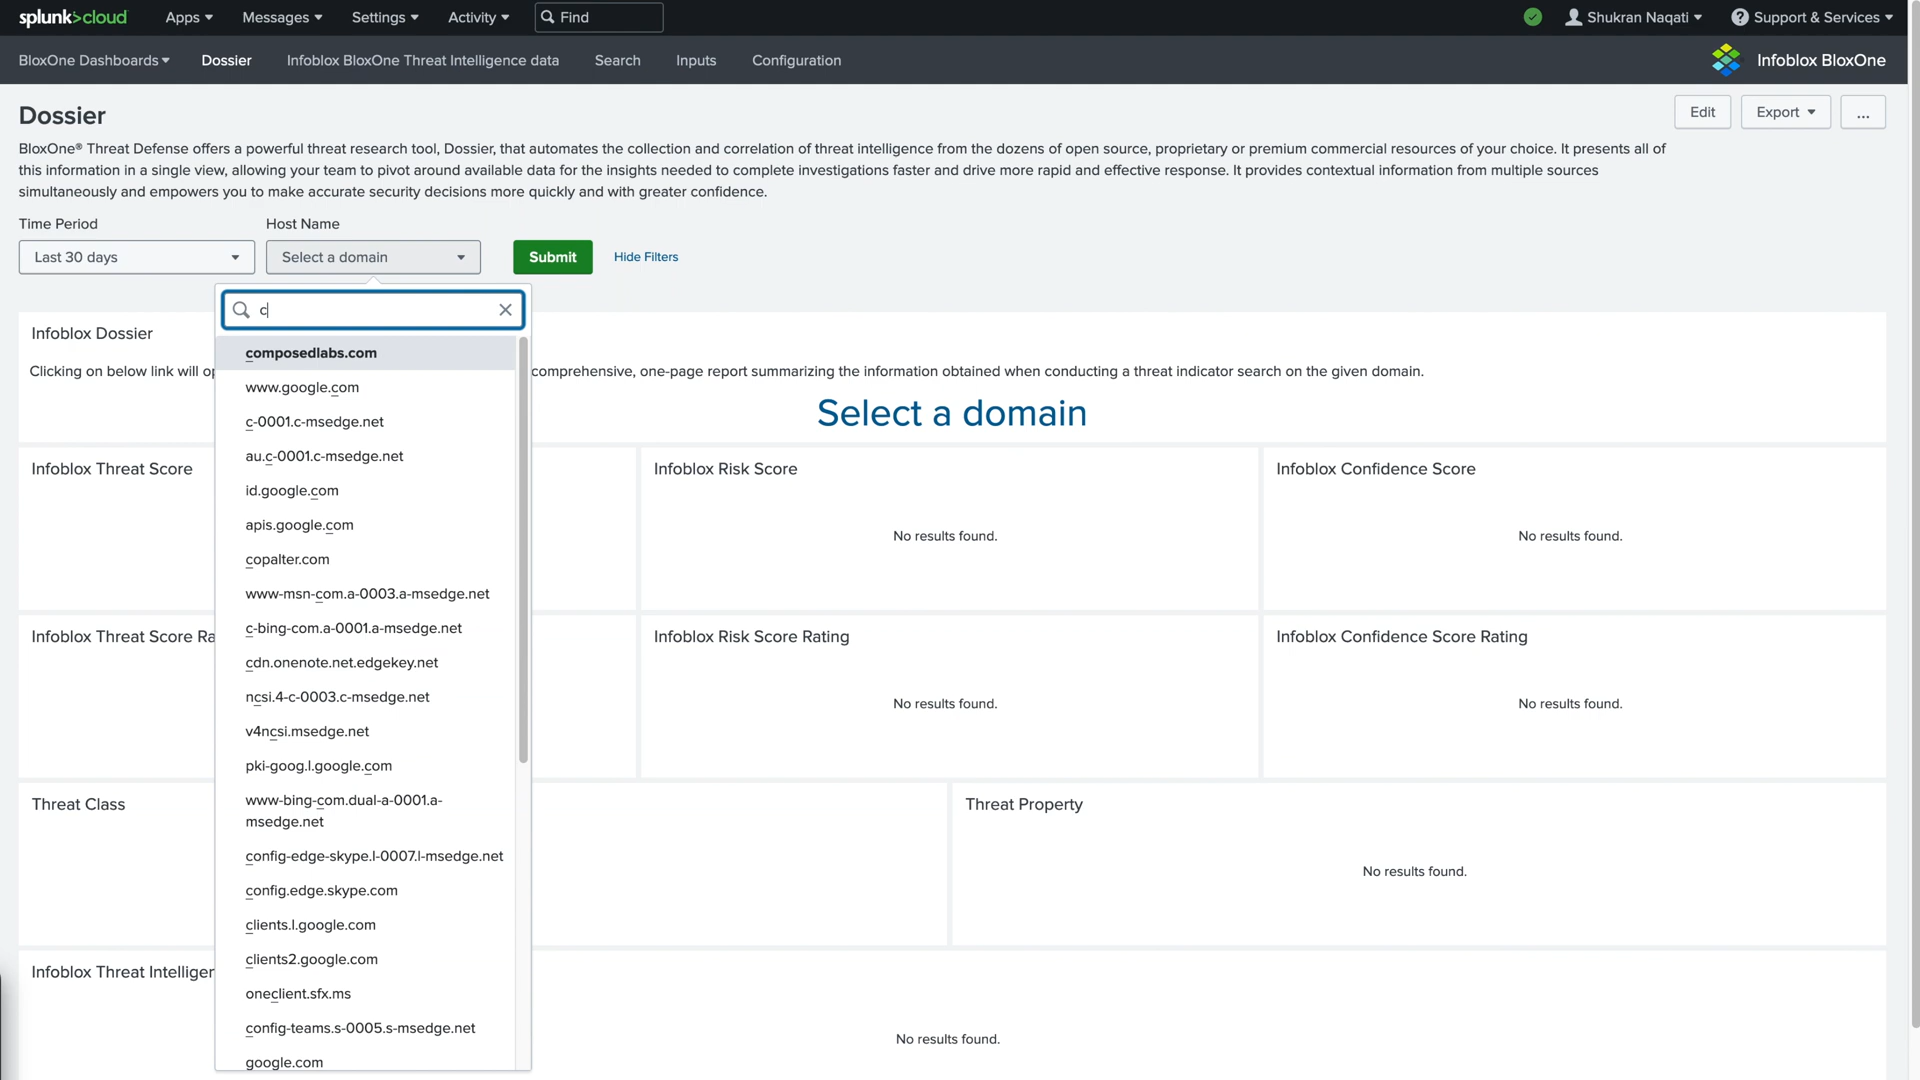 splunk>cloud Apps Messages Settings Activity Find Shukran Naqati Support & Services
BloxOne Dashboards Dossier Infoblox BloxOne Threat Intelligence data Search Inputs Configuration Infoblox BloxOne
Dossier Edit Export ...
BloxOne® Threat Defense offers a powerful threat research tool, Dossier, that automates the collection and correlation of threat intelligence from the dozens of open source, proprietary or premium commercial resources of your choice. It presents all of
this information in a single view, allowing your team to pivot around available data for the insights needed to complete investigations faster and drive more rapid and effective response. It provides contextual information from multiple sources
simultaneously and empowers you to make accurate security decisions more quickly and with greater confidence.
Time Period Host Name
Last 30 days Select a domain Submit Hide Filters
c
composedlabs.com
www.google.com
c-0001.c-msedge.net
au.c-0001.c-msedge.net
id.google.com
apis.google.com
copalter.com
www-msn-com.a-0003.a-msedge.net
c-bing-com.a-0001.a-msedge.net
cdn.onenote.net.edgekey.net
ncsi.4-c-0003.c-msedge.net
v4ncsi.msedge.net
pki-goog.l.google.com
www-bing-com.dual-a-0001.a-
msedge.net
config-edge-skype.l-0007.l-msedge.net
config.edge.skype.com
clients.l.google.com
clients2.google.com
oneclient.sfx.ms
config-teams.s-0005.s-msedge.net
google.com
Infoblox Dossier
Clicking on below link will comprehensive, one-page report summarizing the information obtained when conducting a threat indicator search on the given domain.
Select a domain
Infoblox Threat Score Infoblox Risk Score Infoblox Confidence Score
No results found. No results found.
Infoblox Threat Score Infoblox Risk Score Rating Infoblox Confidence Score Rating
No results found. No results found.
Threat Class Threat Property
No results found.
Infoblox Threat
No results found.